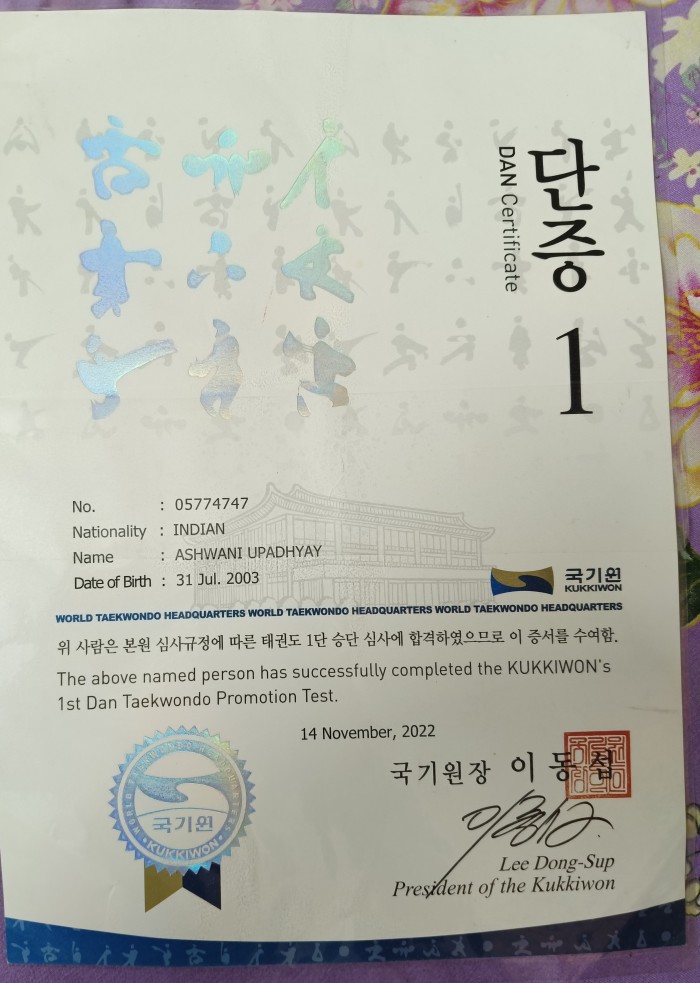 단증
DAN Certificate
1
No. : 05774747
Nationality : INDIAN
Name : ASHWANI UPADHYAY
Date of Birth : 31 Jul. 2003
국기원
KUKKIWON
WORLD TAEKWONDO HEADQUARTERS WORLD TAEKWONDO HEADQUARTERS WORLD TAEKWONDO HEADQUARTERS
위 사람은 본원 심사규정에 따른 태권도 1단 승단 심사에 합격하였으므로 이 증서를 수여함.
The above named person has successfully completed the KUKKIWON's
1st Dan Taekwondo Promotion Test.
14 November, 2022
국기원장 이동섭
Lee Dong-Sup
President of the Kukkiwon
WORLD TAEKWONDO HEADQUARTERS
국기원
KUKKIWON